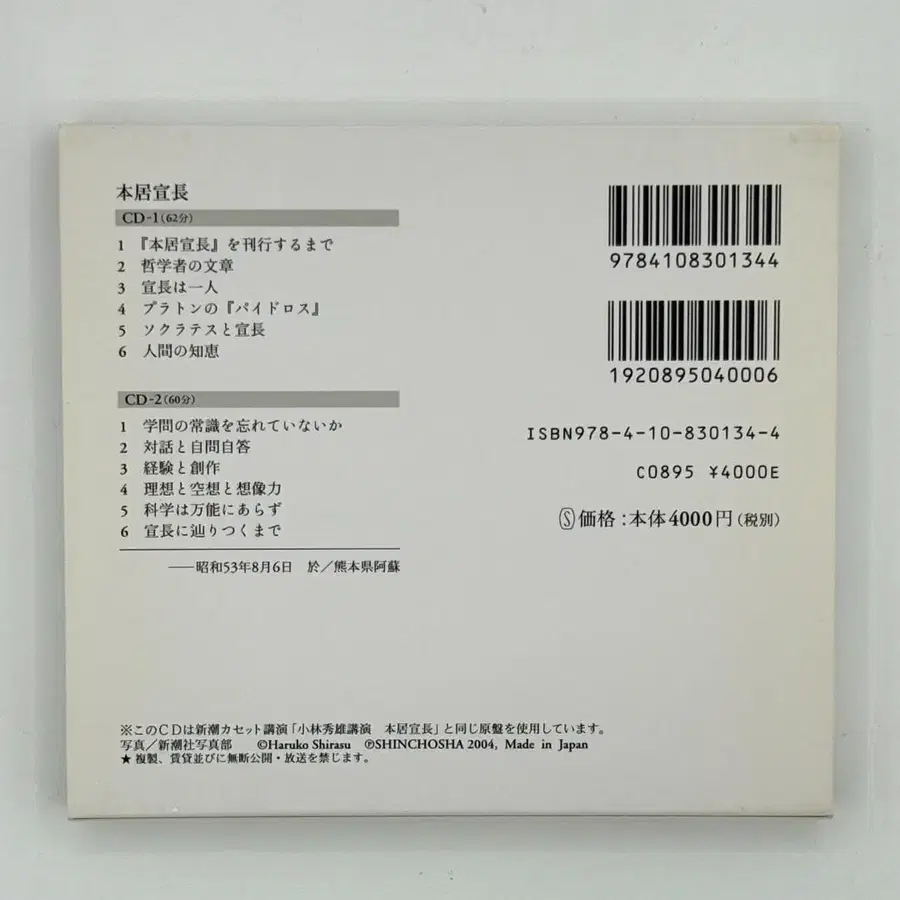 本居宣長
CD-1(62分)
1 『本居宣長』を刊行するまで
2 哲学者の文章
3 宣長は一人
4 プラトンの『パイドロス』
5 ソクラテスと宣長
6 人間の知恵
CD-2(60分)
1 学問の常識を忘れていないか
2 対話と自問自答
3 経験と創作
4 理想と空想と想像力
5 科学は万能にあらず
6 宣長に辿りつくまで
——昭和53年8月6日 於／熊本県阿蘇
9784108301344
1920895040006
ISBN978-4-10-830134-4
C0895 ¥4000E
Ⓢ価格：本体4000円(税別)
※このCDは新潮カセット講演「小林秀雄講演 本居宣長」と同じ原盤を使用しています。
写真／新潮社写真部 ©Haruko Shirasu ℗SHINCHOSHA 2004, Made in Japan
★ 複製、賃貸並びに無断公開・放送を禁じます。